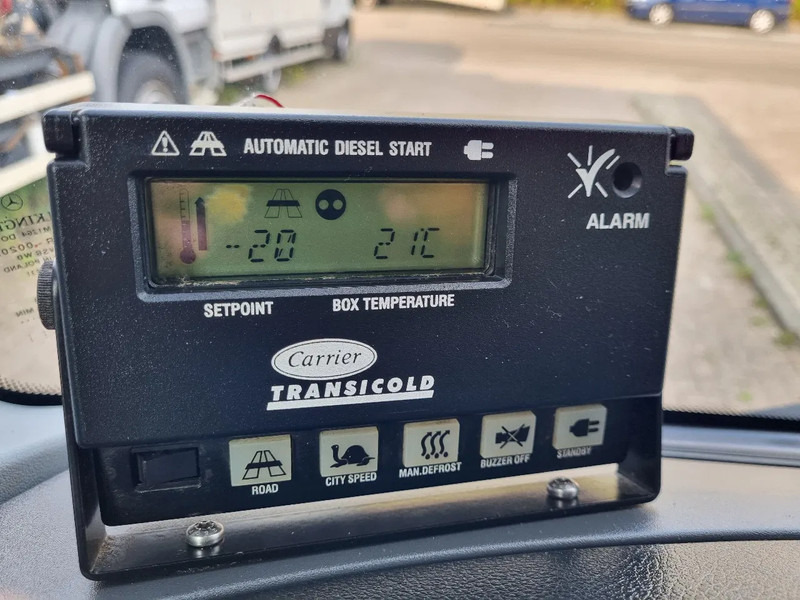 AUTOMATIC DIESEL START
ALARM
-20 21C
SETPOINT BOX TEMPERATURE
Carrier
TRANSICOLD
ROAD CITY SPEED MAN.DEFROST BUZZER OFF STANDBY